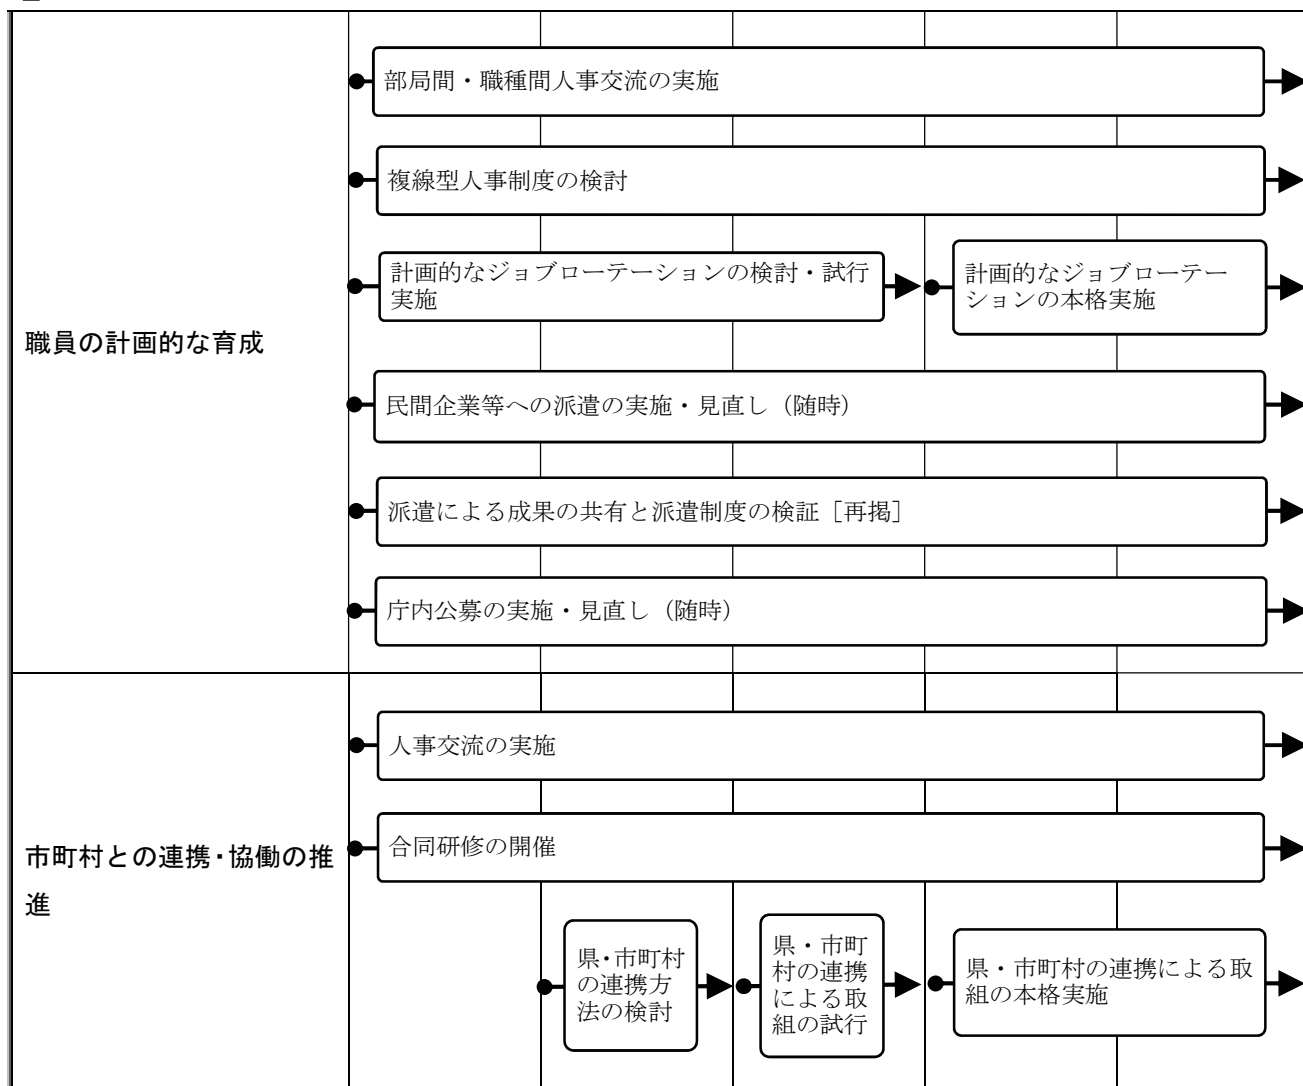 職員の計画的な育成
部局間・職種間人事交流の実施
複線型人事制度の検討
計画的なジョブローテーションの検討・試行
実施
計画的なジョブローテー
ションの本格実施
民間企業等への派遣の実施・見直し（随時）
派遣による成果の共有と派遣制度の検証［再掲］
庁内公募の実施・見直し（随時）
市町村との連携・協働の推
進
人事交流の実施
合同研修の開催
県・市町村
の連携方
法の検討
県・市町
村の連携
による取
組の試行
県・市町村の連携による取
組の本格実施